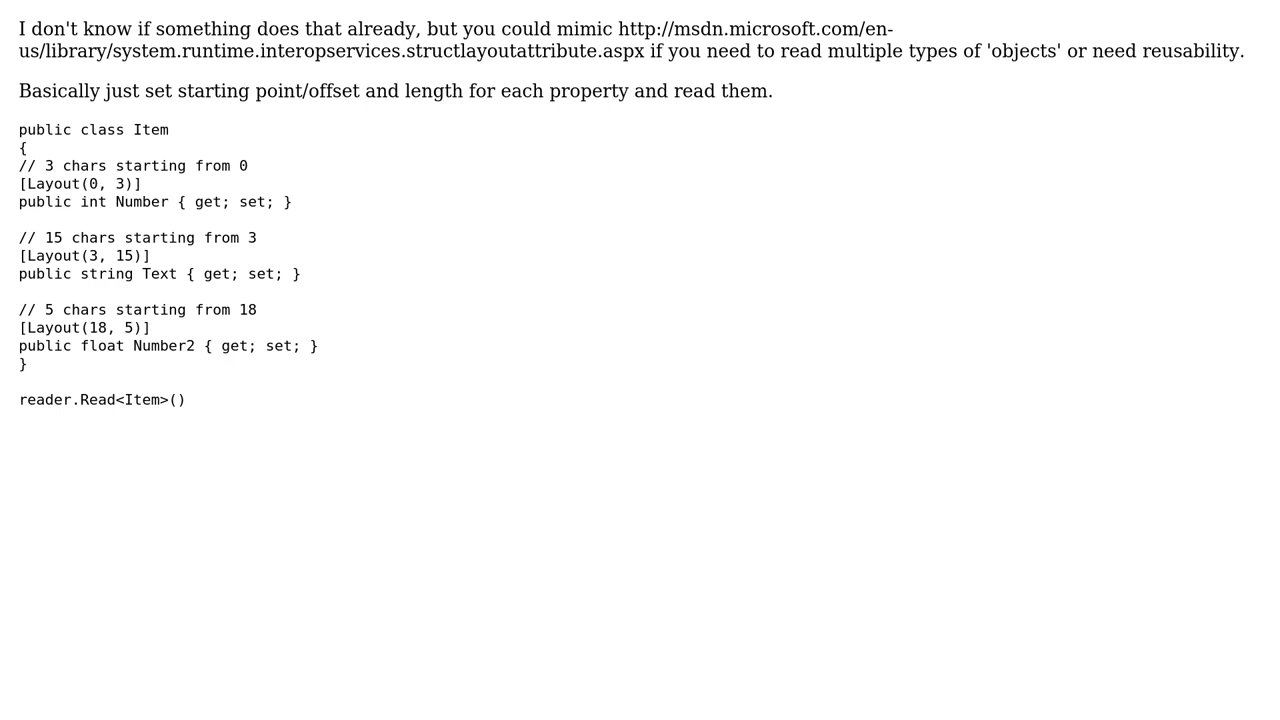 I don't know if something does that already, but you could mimic http://msdn.microsoft.com/en-
us/library/system.runtime.interopservices.structlayoutattribute.aspx if you need to read multiple types of 'objects' or need reusability.
Basically just set starting point/offset and length for each property and read them.
public class Item
{
// 3 chars starting from 0
[Layout(0, 3)]
public int Number { get; set; }
// 15 chars starting from 3
[Layout(3, 15)]
public string Text { get; set; }
// 5 chars starting from 18
[Layout(18, 5)]
public float Number2 { get; set; }
}
reader.Read<Item>()